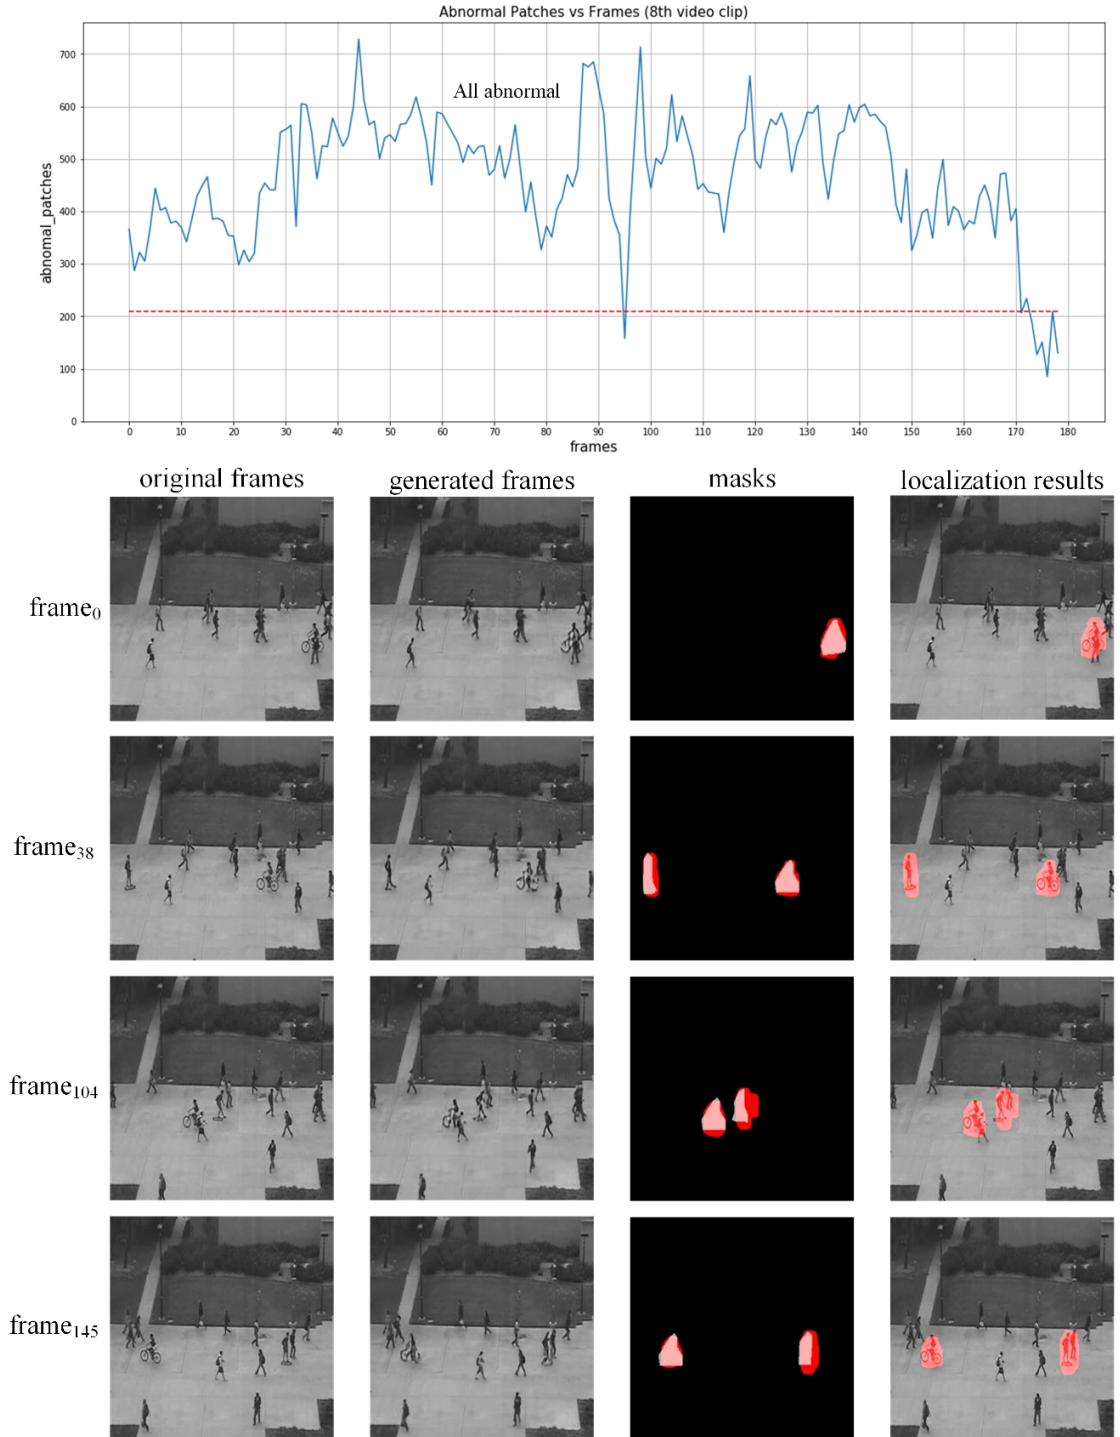 Abnormal Patches vs Frames (8th video clip)
700
600
500
400
300
200
100
0
abnomal_patches
All abnormal
0 10 20 30 40 50 60 70 80 90 100 110 120 130 140 150 160 170 180
frames
original frames generated frames masks localization results
frame0
frame38
frame104
frame145